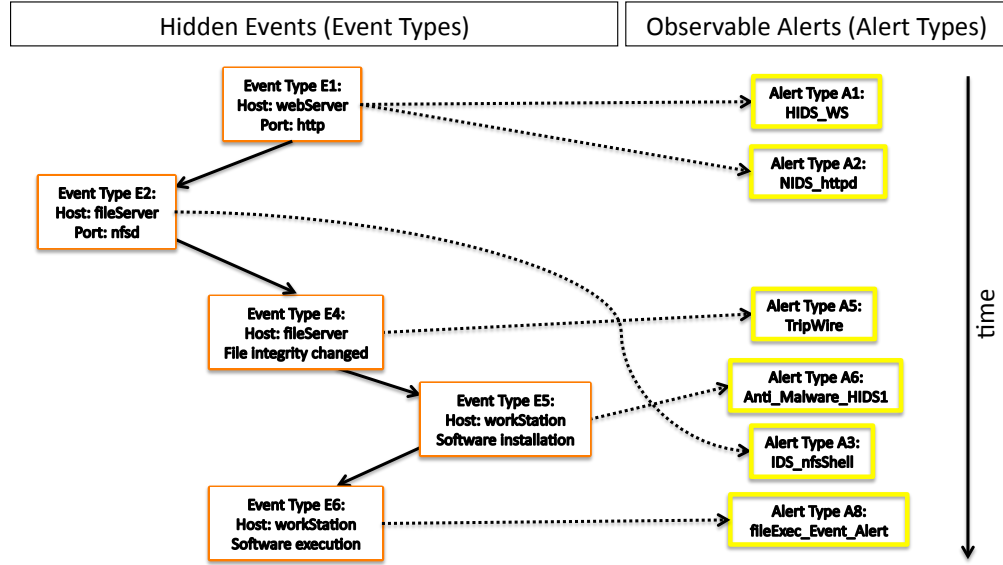 Hidden Events (Event Types)
Observable Alerts (Alert Types)
Event Type E1:
Host: webServer
Port: http
Alert Type A1:
HIDS_WS
Alert Type A2:
NIDS_httpd
Event Type E2:
Host: fileServer
Port: nfsd
Event Type E4:
Host: fileServer
File integrity changed
Alert Type A5:
TripWire
time
Event Type E5:
Host: workStation
Software installation
Alert Type A6:
Anti_Malware_HIDS1
Alert Type A3:
IDS_nfsShell
Event Type E6:
Host: workStation
Software execution
Alert Type A8:
fileExec_Event_Alert